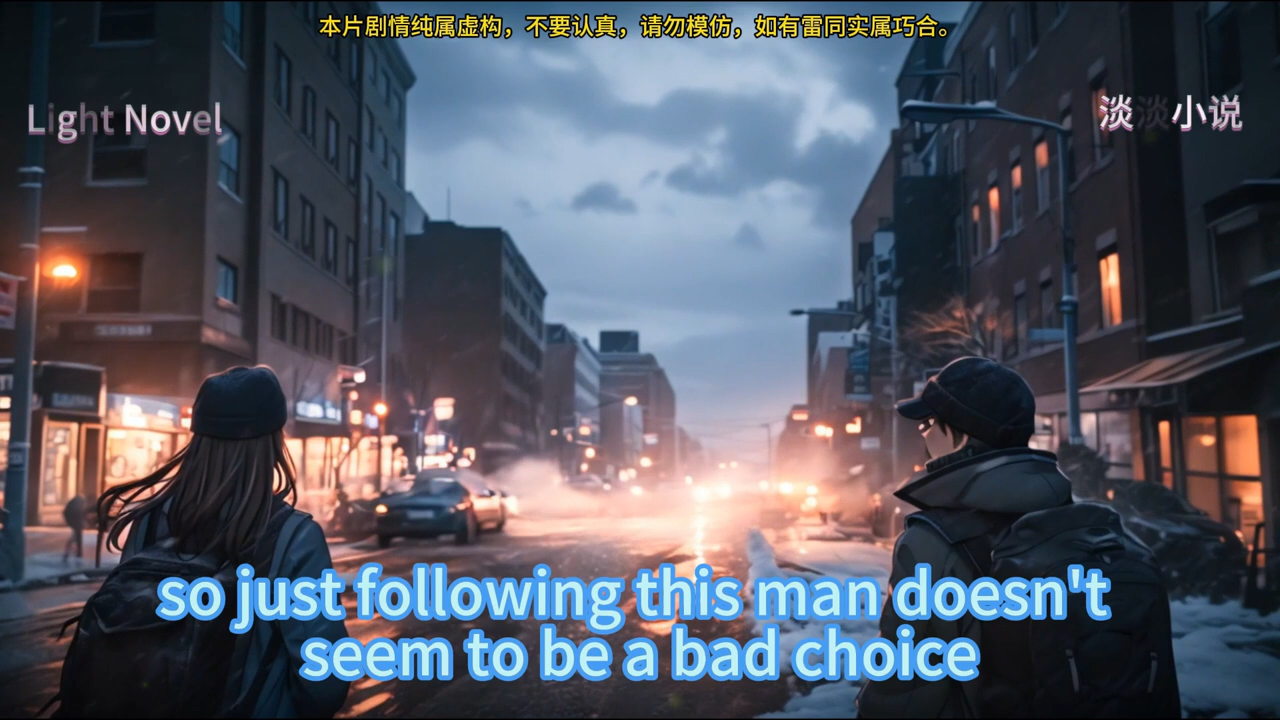 本片剧情纯属虚构，不要认真，请勿模仿，如有雷同实属巧合。
Light Novel
淡淡小说
so just following this man doesn't
seem to be a bad choice